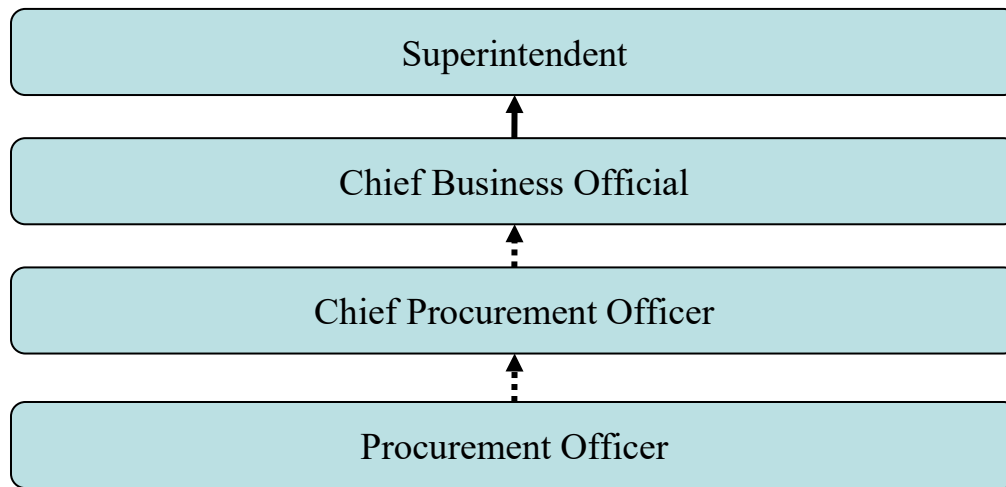 Superintendent
Chief Business Official
Chief Procurement Officer
Procurement Officer